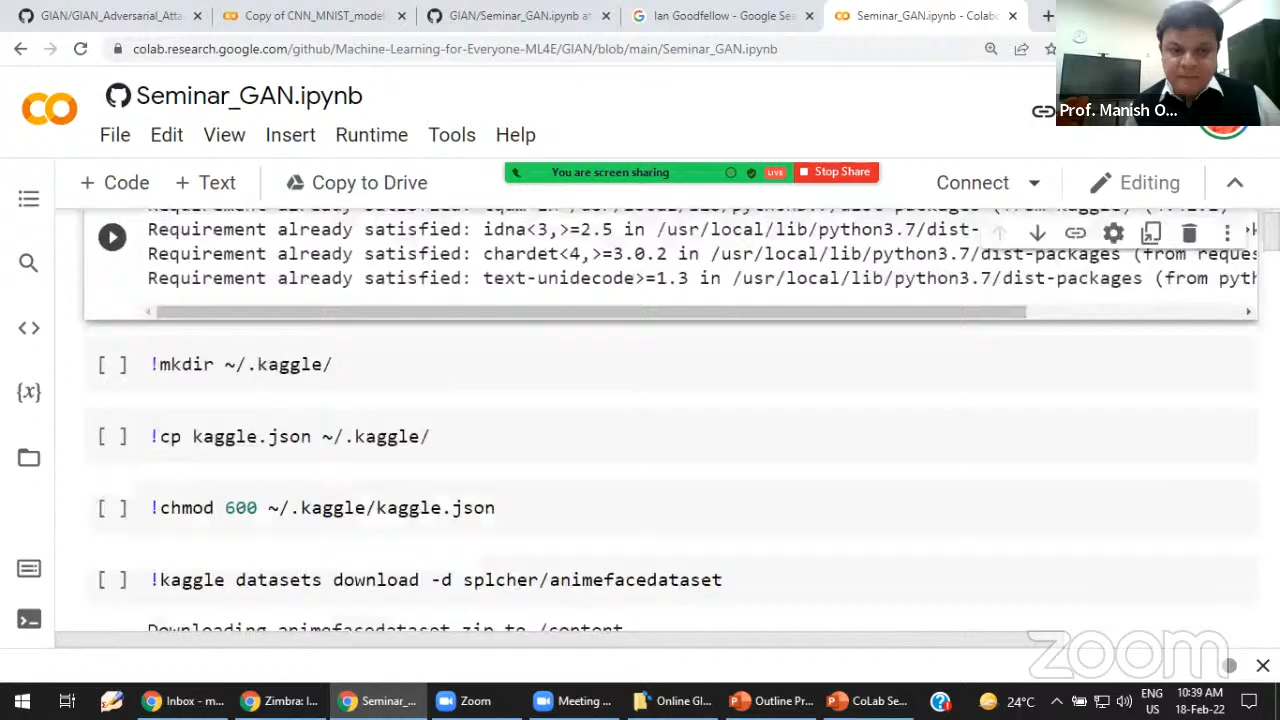 GIAN/GIAN_Adversarial_Atta
Copy of CNN_MNIST_model
GIAN/Seminar_GAN.ipynb at
Ian Goodfellow - Google Sea
Seminar_GAN.ipynb - Colabo
colab.research.google.com/github/Machine-Learning-for-Everyone-ML4E/GIAN/blob/main/Seminar_GAN.ipynb
Prof. Manish O...
Seminar_GAN.ipynb
File Edit View Insert Runtime Tools Help
You are screen sharing LIVE Stop Share
+ Code + Text Copy to Drive Connect Editing
Requirement already satisfied: idna<3,>=2.5 in /usr/local/lib/python3.7/dist-
Requirement already satisfied: chardet<4,>=3.0.2 in /usr/local/lib/python3.7/dist-packages (from reques
Requirement already satisfied: text-unidecode>=1.3 in /usr/local/lib/python3.7/dist-packages (from pyth
[ ] !mkdir ~/.kaggle/
[ ] !cp kaggle.json ~/.kaggle/
[ ] !chmod 600 ~/.kaggle/kaggle.json
[ ] !kaggle datasets download -d splcher/animefacedataset
Downloading animefacedataset.zip to /content
zoom
Inbox - m...
Zimbra: I...
Seminar_...
Zoom
Meeting ...
Online Gl...
Outline Pr...
CoLab Se...
24°C
ENG
US
10:39 AM
18-Feb-22